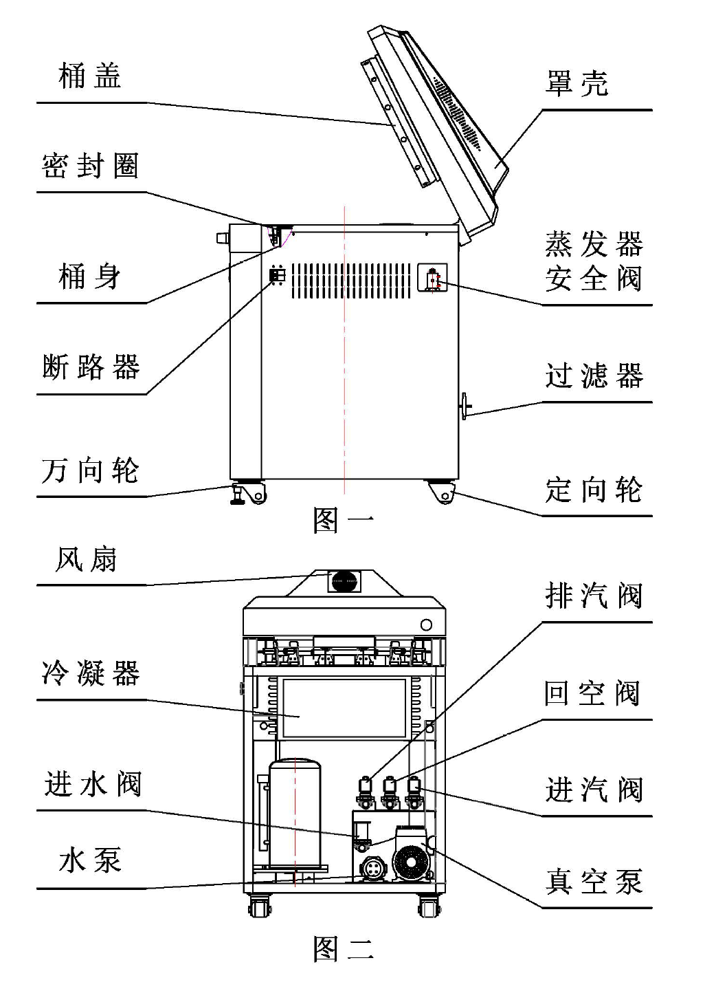 桶盖
罩壳
密封圈
蒸发器
安全阀
桶身
断路器
过滤器
万向轮
定向轮
图一
风扇
排汽阀
冷凝器
回空阀
进水阀
进汽阀
水泵
真空泵
图二